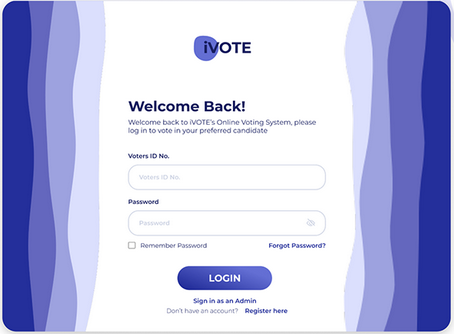 iVOTE
Welcome Back!
Welcome back to iVOTE's Online Voting System, please
log in to vote in your preferred candidate
Voters ID No.
Voters ID No.
Password
Password
Remember Password Forgot Password?
LOGIN
Sign in as an Admin
Don't have an account? Register here